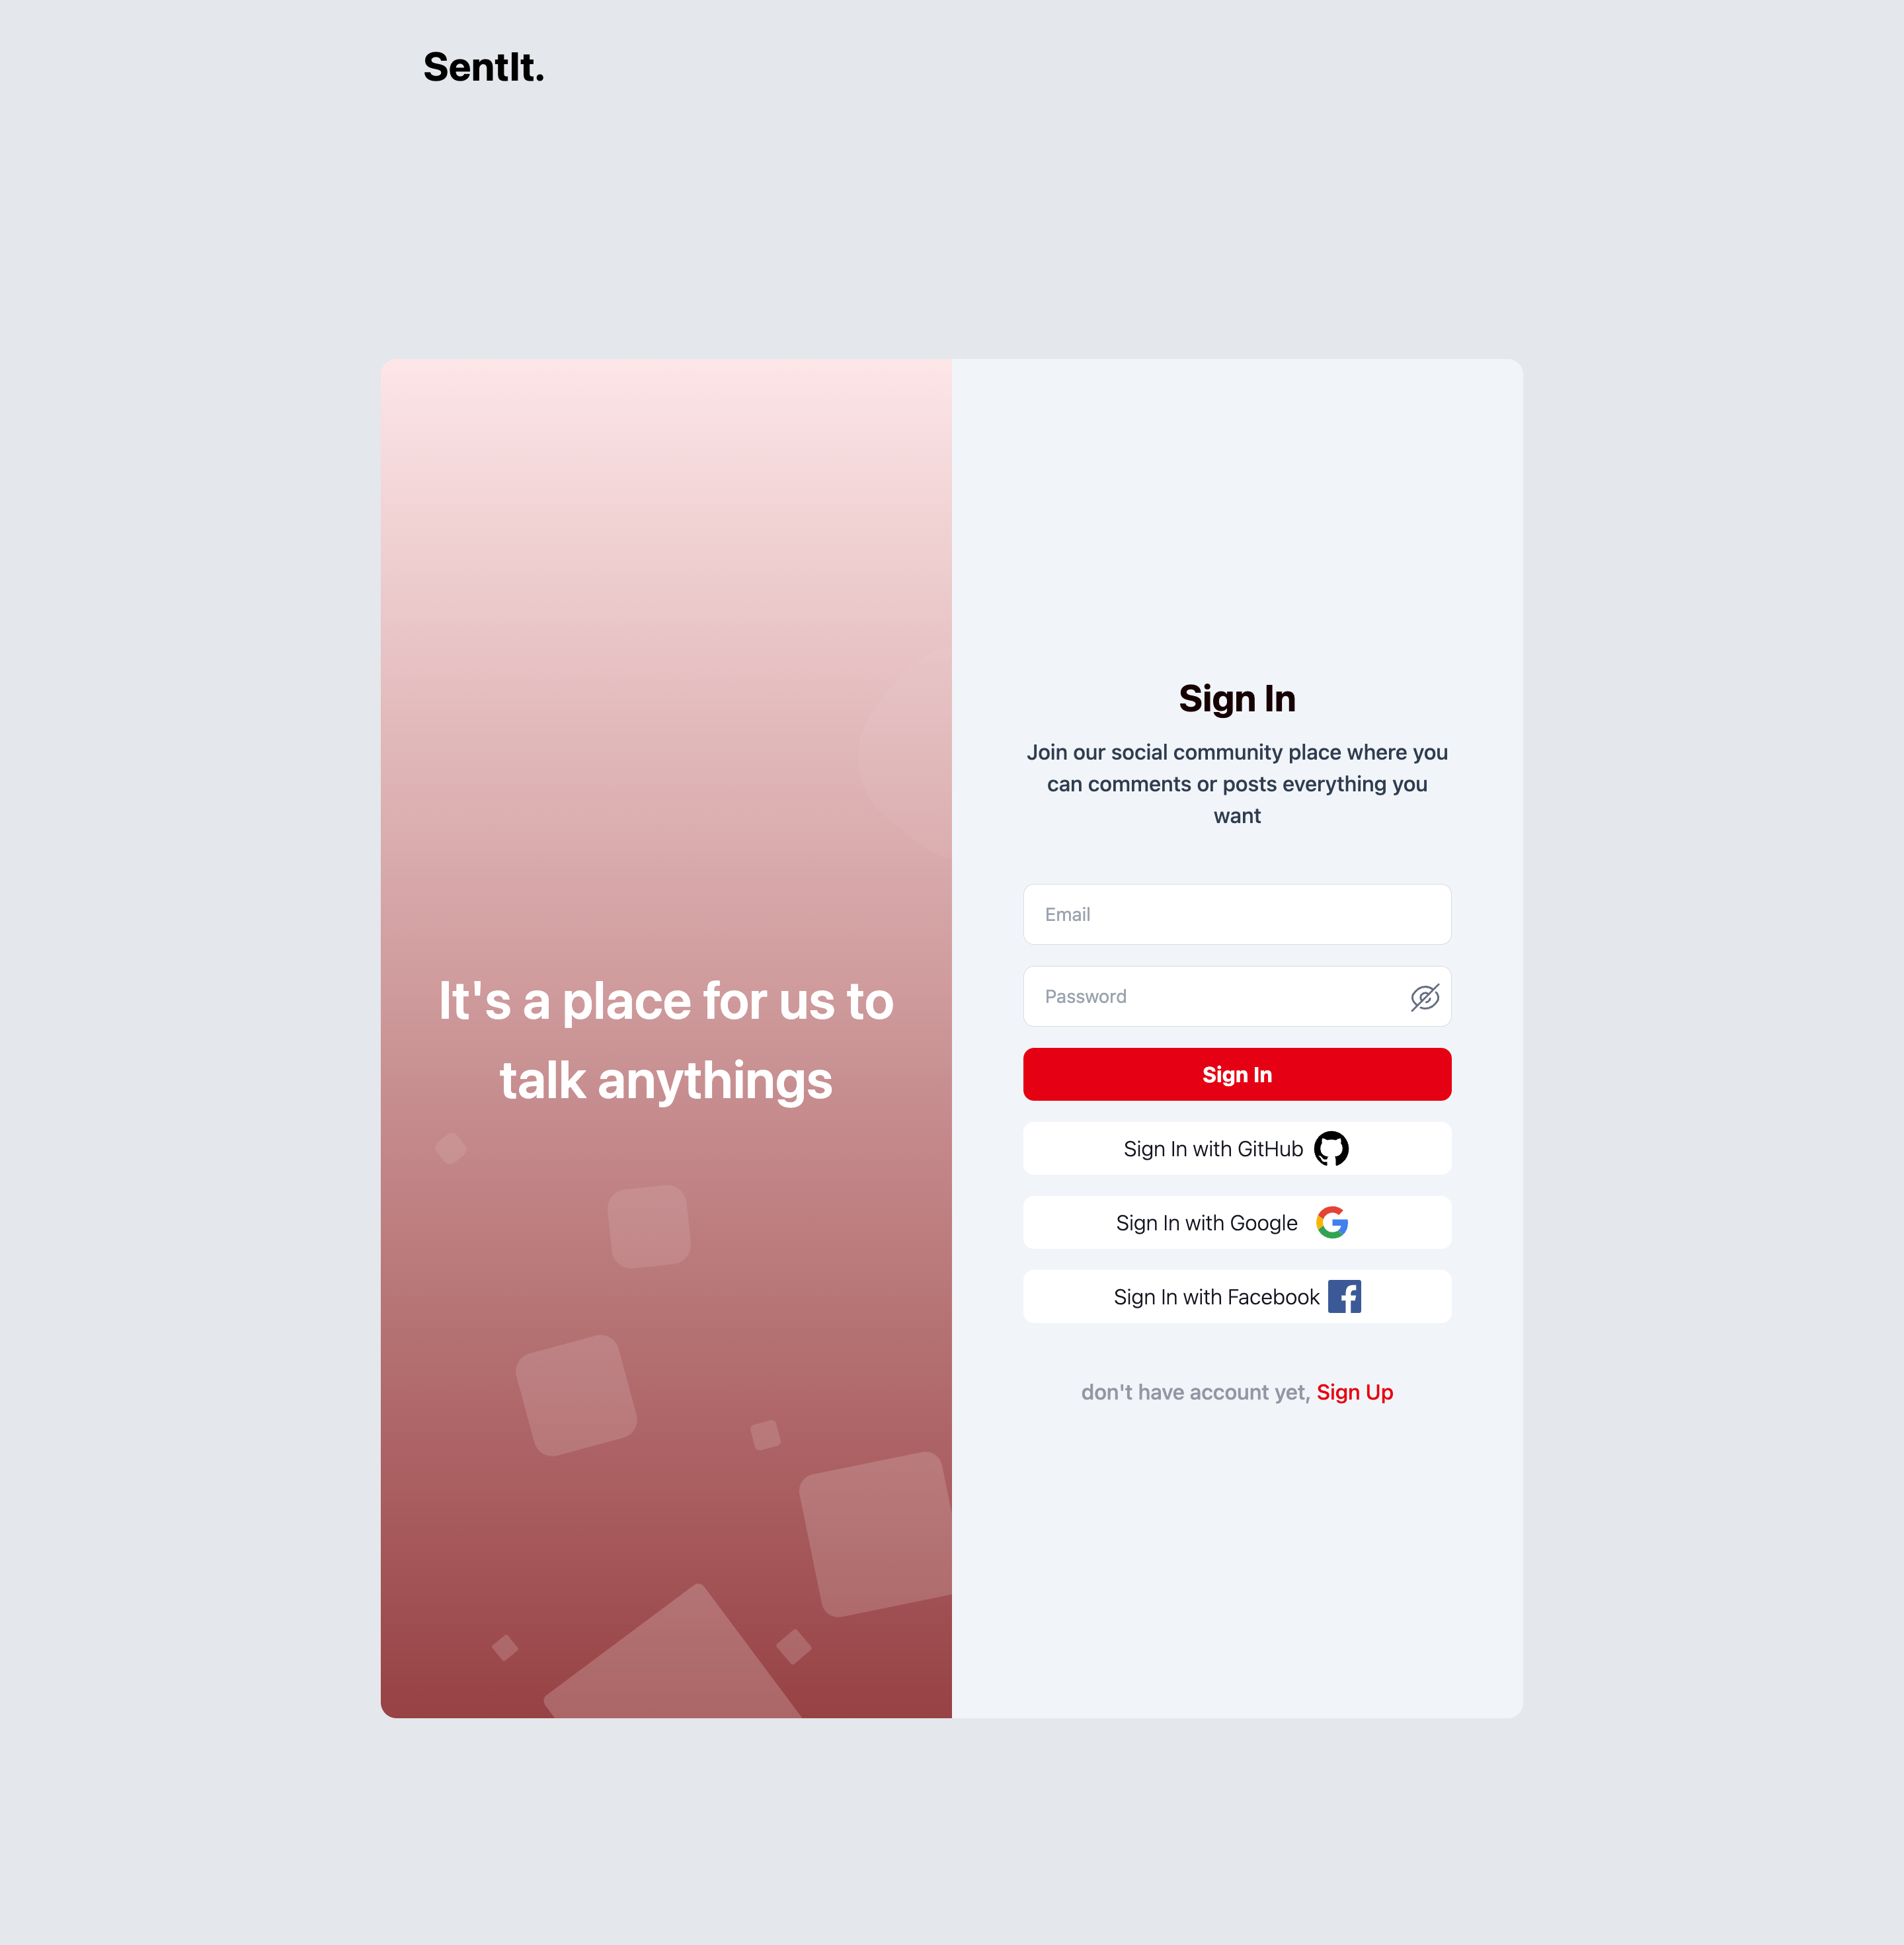 SentIt.
It's a place for us to
talk anythings
Sign In
Join our social community place where you
can comments or posts everything you
want
Email
Password
Sign In
Sign In with GitHub
Sign In with Google
Sign In with Facebook
don't have account yet, Sign Up